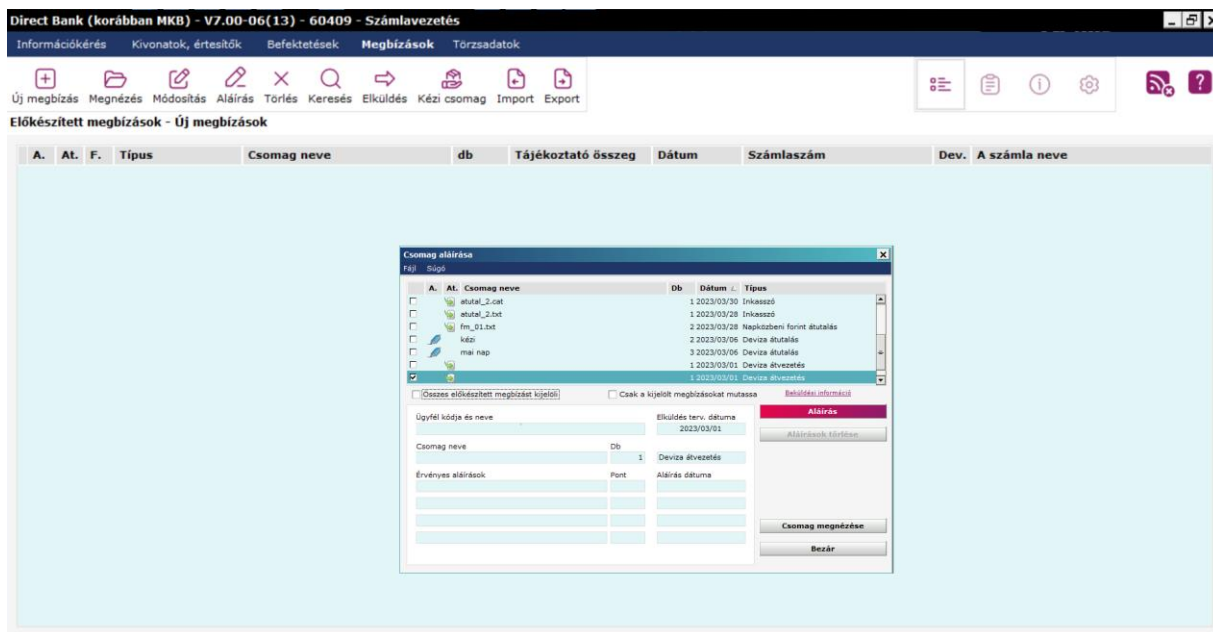 Direct Bank (korábban MKB) - V7.00-06(13) - 60409 - Számlavezetés
Információkérés Kivonatok, értesítők Befektetések Megbízások Törzsadatok
Új megbízás Megnézés Módosítás Aláírás Törlés Keresés Elküldés Kézi csomag Import Export
Előkészített megbízások - Új megbízások
A. At. F. Típus Csomag neve db Tájékoztató összeg Dátum Számlaszám Dev. A számla neve
Csomag aláírása
Fájl Súgó
A. At. Csomag neve Db Dátum Típus
atutal_2.cat 1 2023/03/30 Inkasszó
atutal_2.txt 1 2023/03/28 Inkasszó
fm_01.txt 2 2023/03/28 Napközbeni forint átutalás
kézi 2 2023/03/06 Deviza átutalás
mai nap 3 2023/03/06 Deviza átutalás
1 2023/03/01 Deviza átvezetés
1 2023/03/01 Deviza átvezetés
Összes előkészített megbízást kijelöli Csak a kijelölt megbízásokat mutassa Beküldési információ
Ügyfél kódja és neve Elküldés terv. dátuma Aláírás
2023/03/01 Aláírások törlése
Csomag neve Db
1 Deviza átvezetés
Érvényes aláírások Pont Aláírás dátuma
Csomag megnézése
Bezár